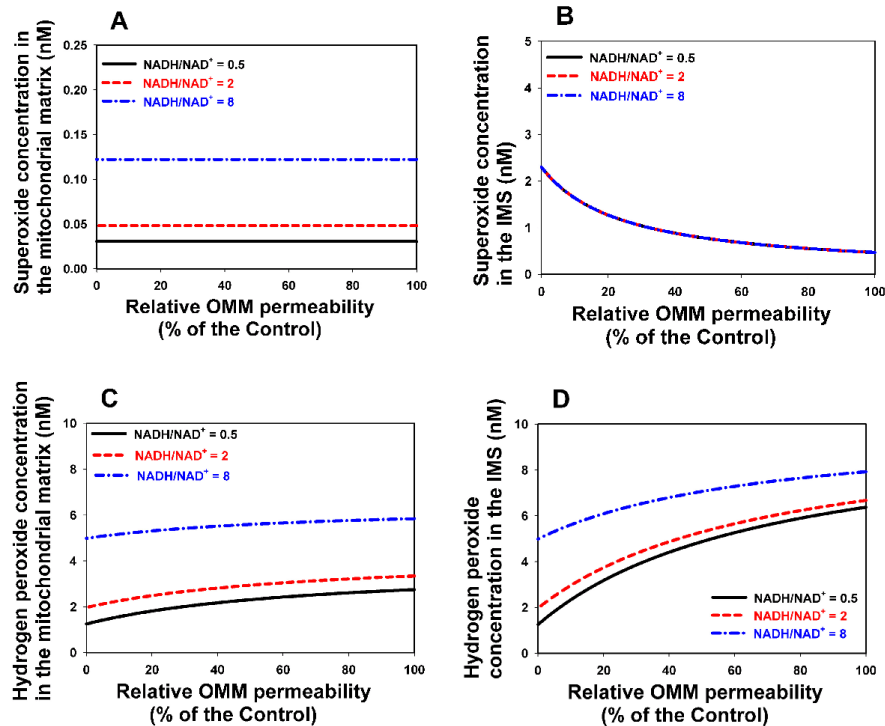 A
Superoxide concentration in
the mitochondrial matrix (nM)
0.25
0.20
0.15
0.10
0.05
0.00
NADH/NAD⁺ = 0.5
NADH/NAD⁺ = 2
NADH/NAD⁺ = 8
0 20 40 60 80 100
Relative OMM permeability
(% of the Control)
B
Superoxide concentration
in the IMS (nM)
5
4
3
2
1
0
NADH/NAD⁺ = 0.5
NADH/NAD⁺ = 2
NADH/NAD⁺ = 8
0 20 40 60 80 100
Relative OMM permeability
(% of the Control)
C
Hydrogen peroxide concentration
in the mitochondrial matrix (nM)
10
8
6
4
2
0
NADH/NAD⁺ = 0.5
NADH/NAD⁺ = 2
NADH/NAD⁺ = 8
0 20 40 60 80 100
Relative OMM permeability
(% of the Control)
D
Hydrogen peroxide
concentration in the IMS (nM)
10
8
6
4
2
0
NADH/NAD⁺ = 0.5
NADH/NAD⁺ = 2
NADH/NAD⁺ = 8
0 20 40 60 80 100
Relative OMM permeability
(% of the Control)